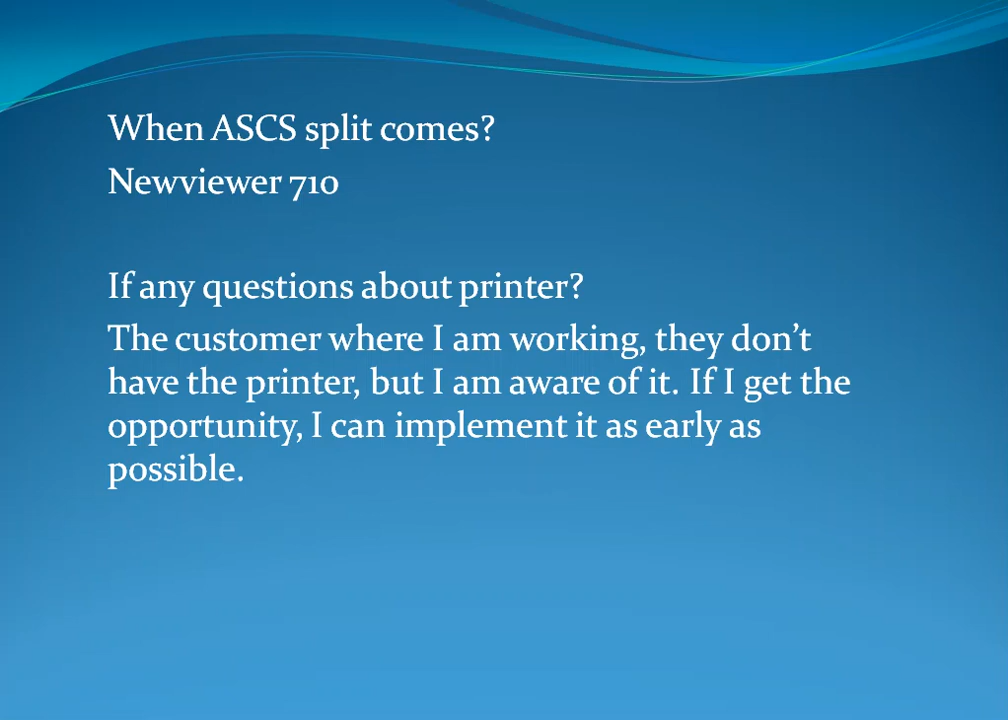 When ASCS split comes?
Newviewer 710
If any questions about printer?
The customer where I am working, they don’t
have the printer, but I am aware of it. If I get the
opportunity, I can implement it as early as
possible.